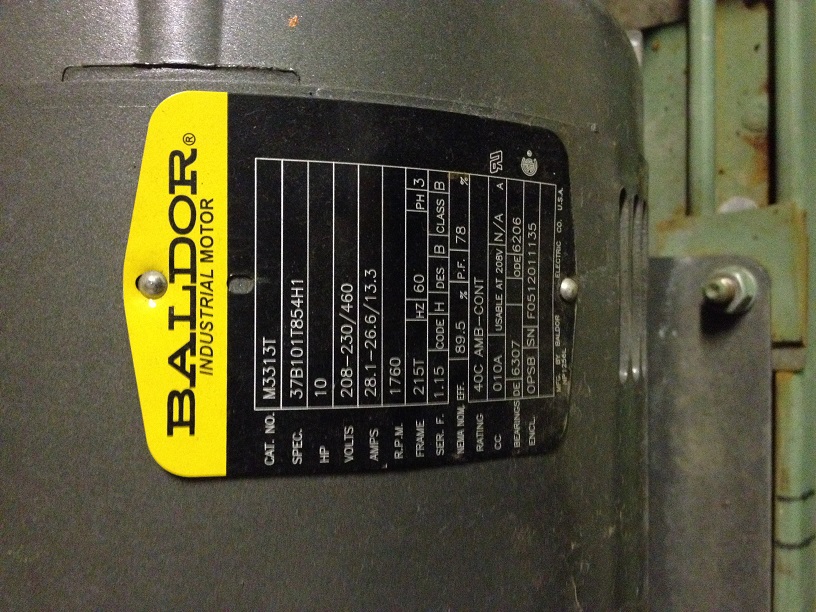 BALDOR®
INDUSTRIAL MOTOR
CAT. NO. M3313T
SPEC. 37B101T854H1
HP 10
VOLTS 208-230/460
AMPS 28.1-26.6/13.3
R.P.M. 1760
FRAME 215T HZ 60 PH 3
SER. F. 1.15 CODE H DES B CLASS B
NEMA NOM. EFF. 89.5 % P.F. 78 %
RATING 40C AMB-CONT
CC 010A USABLE AT 208V N/A A
BEARINGS DE 6307 ODE 6206
ENCL. OPSB SN F0512011135
MFG. BY BALDOR ELECTRIC CO. U.S.A.
HP1256L